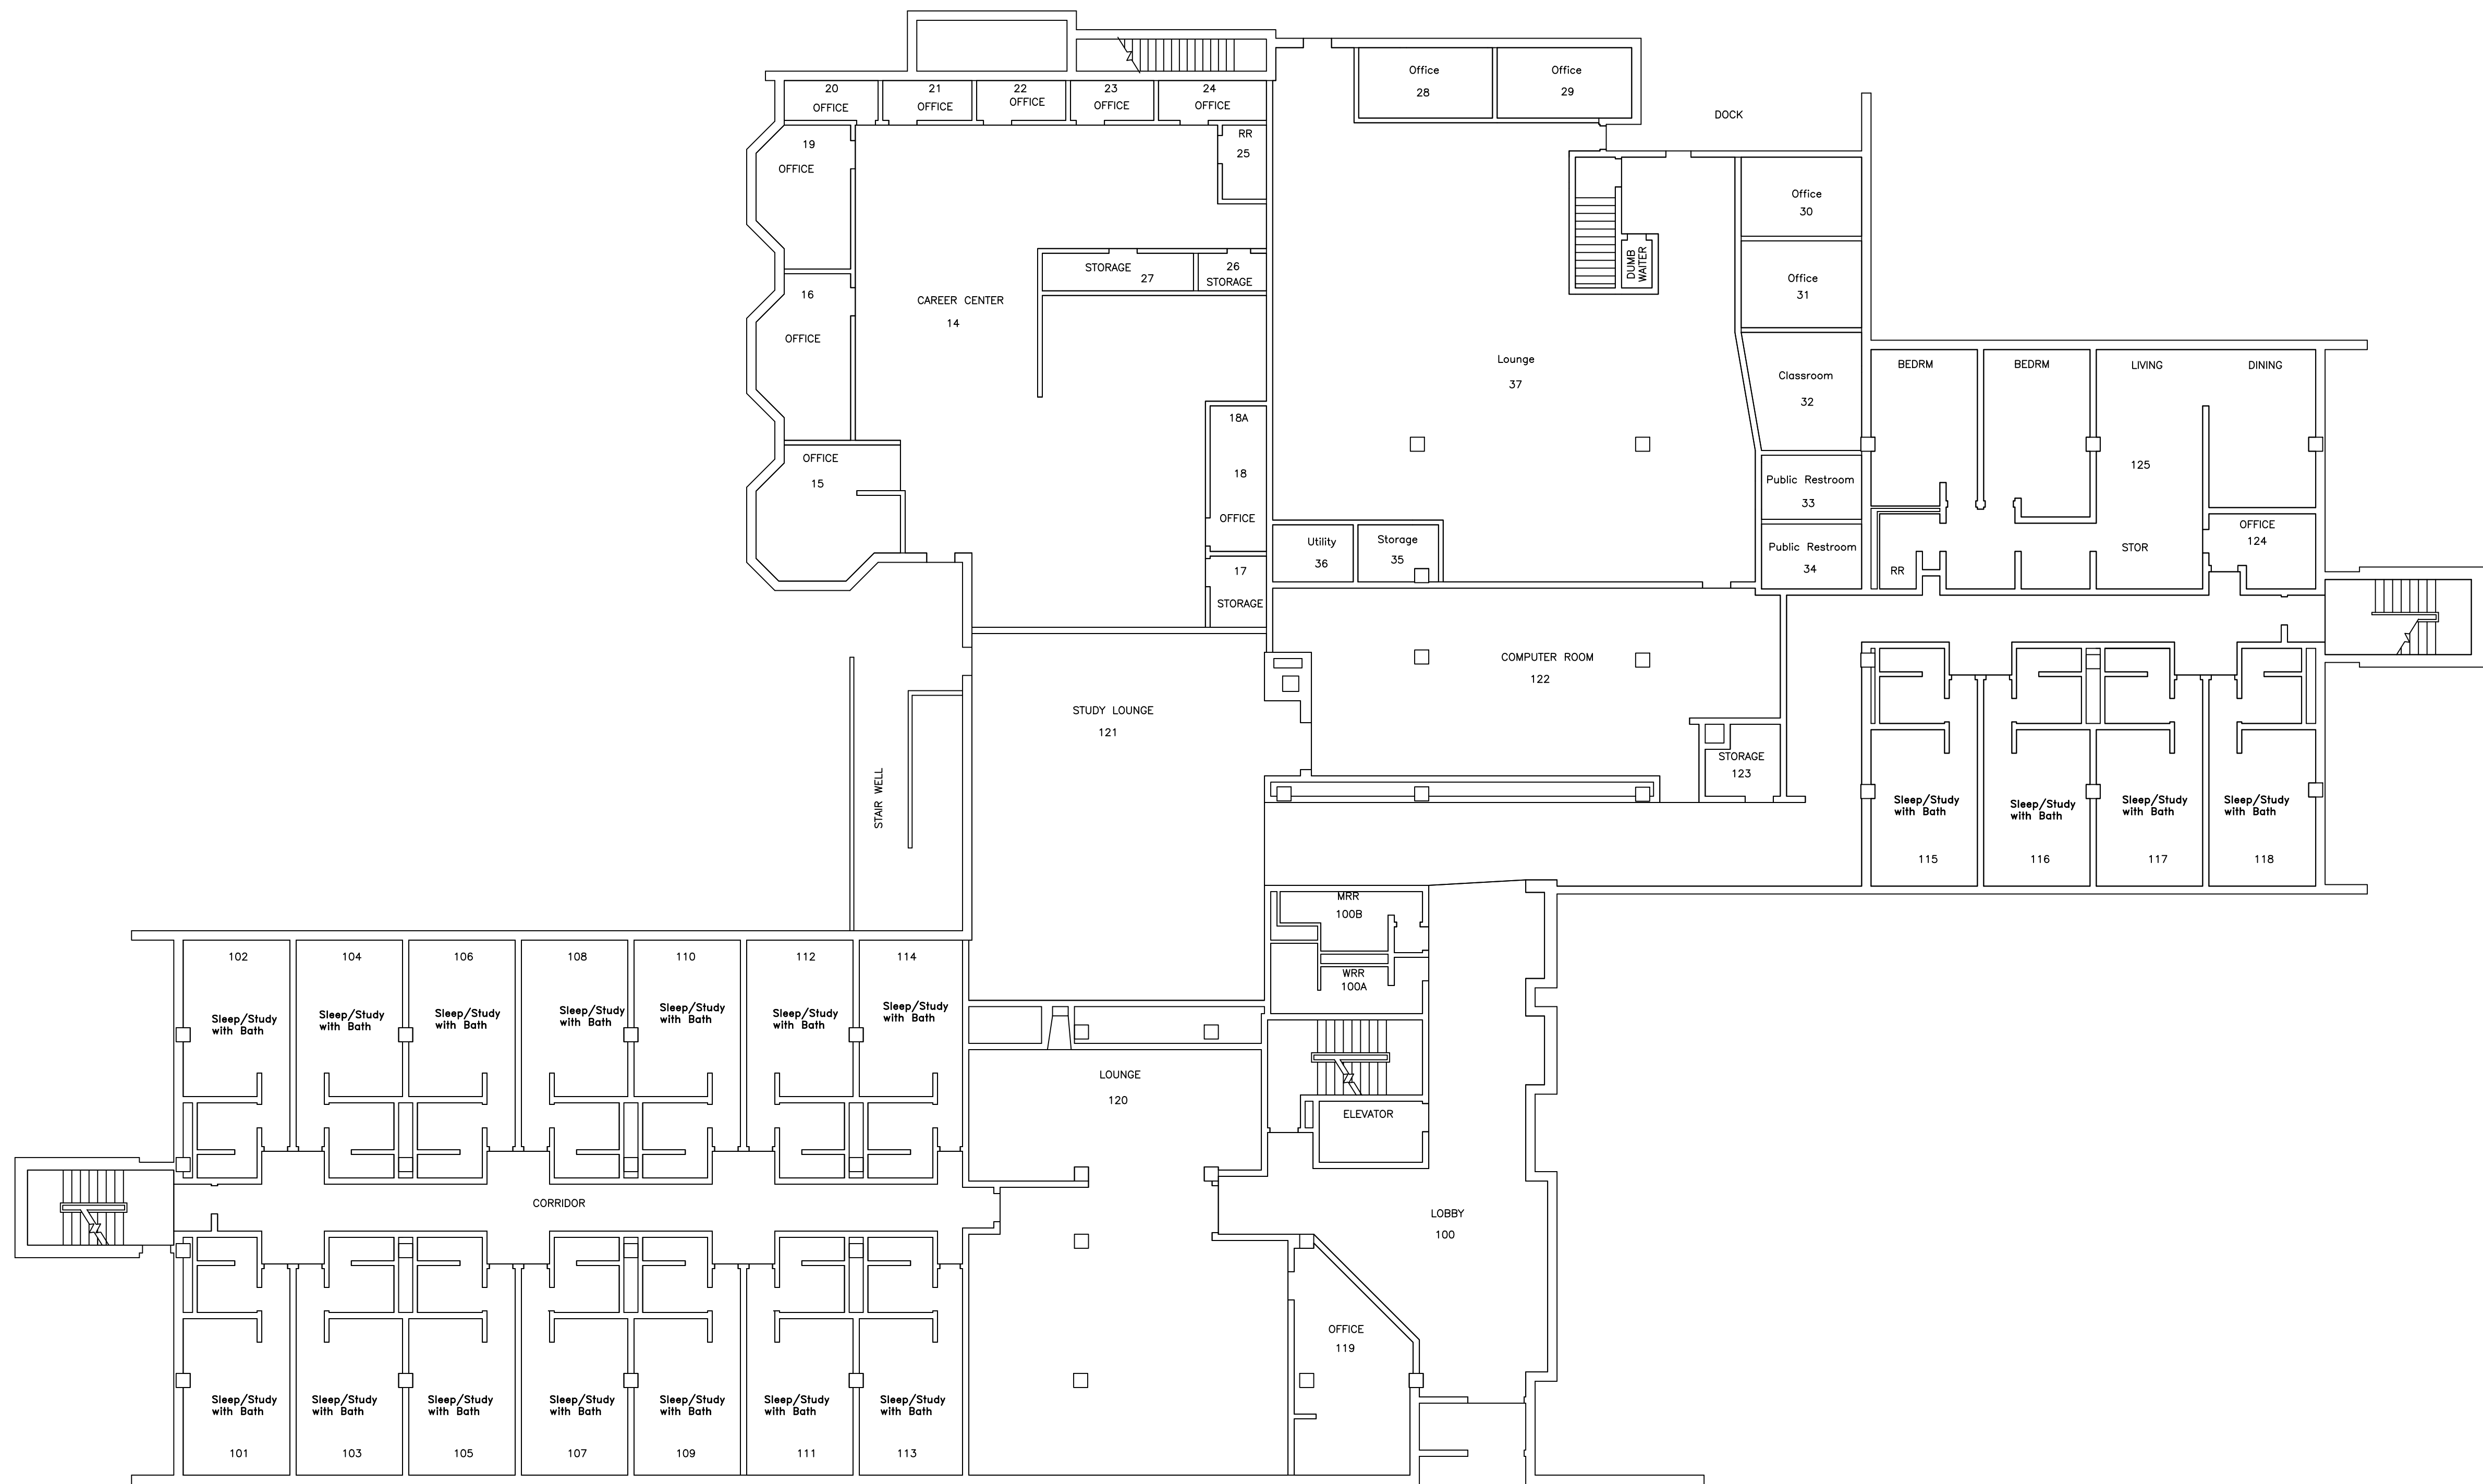 20
OFFICE
21
OFFICE
22
OFFICE
23
OFFICE
24
OFFICE
Office
28
Office
29
DOCK
19
OFFICE
RR
25
Office
30
STORAGE
27
26
STORAGE
DUMB
WAITER
Office
31
16
OFFICE
CAREER CENTER
14
Lounge
37
Classroom
32
BEDRM
BEDRM
LIVING
DINING
OFFICE
15
18A
18
OFFICE
125
Public Restroom
33
Utility
36
Storage
35
Public Restroom
34
OFFICE
124
STOR
RR
17
STORAGE
COMPUTER ROOM
122
STUDY LOUNGE
121
STORAGE
123
STAIR WELL
Sleep/Study
with Bath
115
Sleep/Study
with Bath
116
Sleep/Study
with Bath
117
Sleep/Study
with Bath
118
MRR
100B
WRR
100A
102
Sleep/Study
with Bath
104
Sleep/Study
with Bath
106
Sleep/Study
with Bath
108
Sleep/Study
with Bath
110
Sleep/Study
with Bath
112
Sleep/Study
with Bath
114
Sleep/Study
with Bath
LOUNGE
120
ELEVATOR
CORRIDOR
LOBBY
100
OFFICE
119
Sleep/Study
with Bath
101
Sleep/Study
with Bath
103
Sleep/Study
with Bath
105
Sleep/Study
with Bath
107
Sleep/Study
with Bath
109
Sleep/Study
with Bath
111
Sleep/Study
with Bath
113